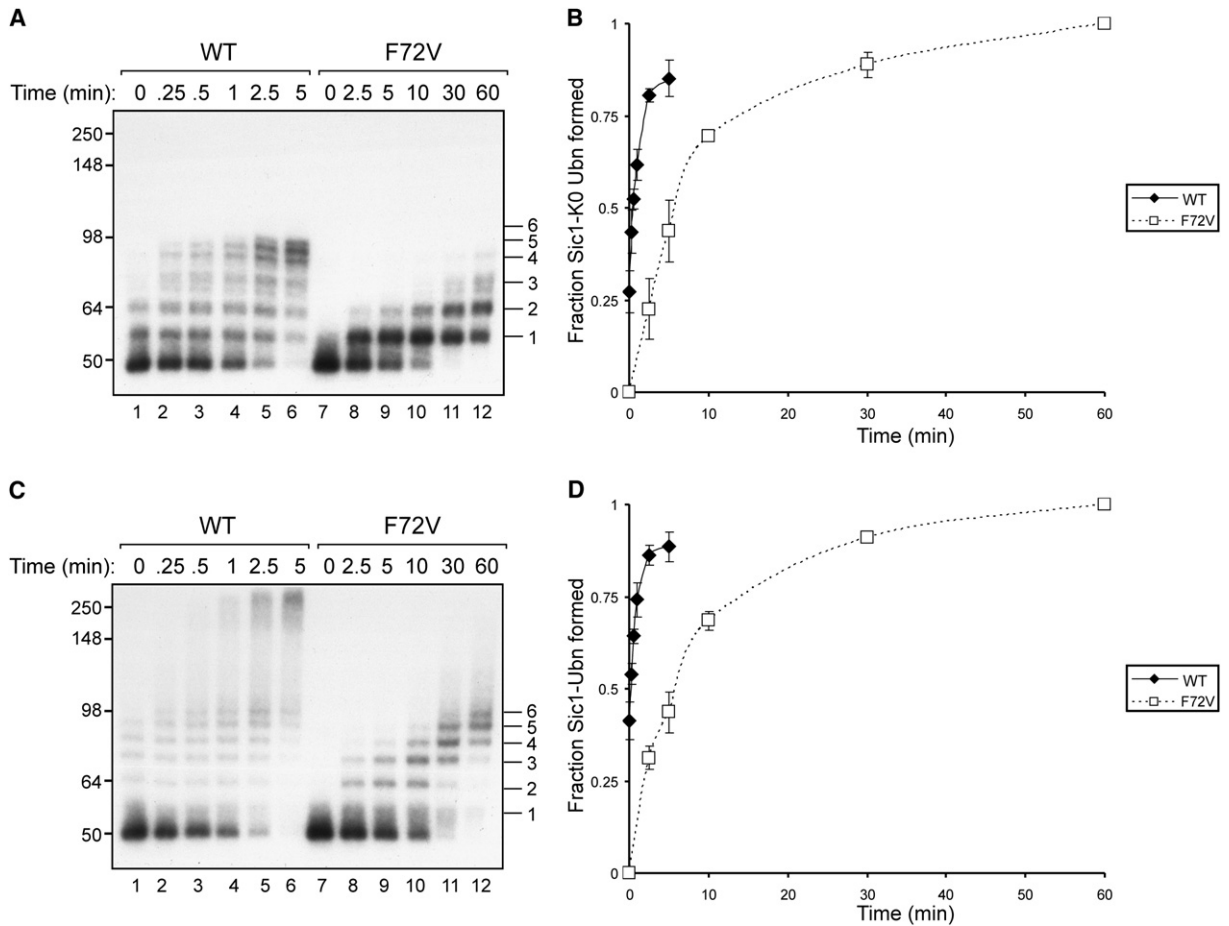 A
WT F72V
Time (min): 0 .25 .5 1 2.5 5 0 2.5 5 10 30 60
250
148
98
64
50
6
5
4
3
2
1
1 2 3 4 5 6 7 8 9 10 11 12
B
Fraction Sic1-K0 Ubn formed
1
0.75
0.5
0.25
0
0 10 20 30 40 50 60
Time (min)
WT
F72V
C
WT F72V
Time (min): 0 .25 .5 1 2.5 5 0 2.5 5 10 30 60
250
148
98
64
50
6
5
4
3
2
1
1 2 3 4 5 6 7 8 9 10 11 12
D
Fraction Sic1-Ubn formed
1
0.75
0.5
0.25
0
0 10 20 30 40 50 60
Time (min)
WT
F72V